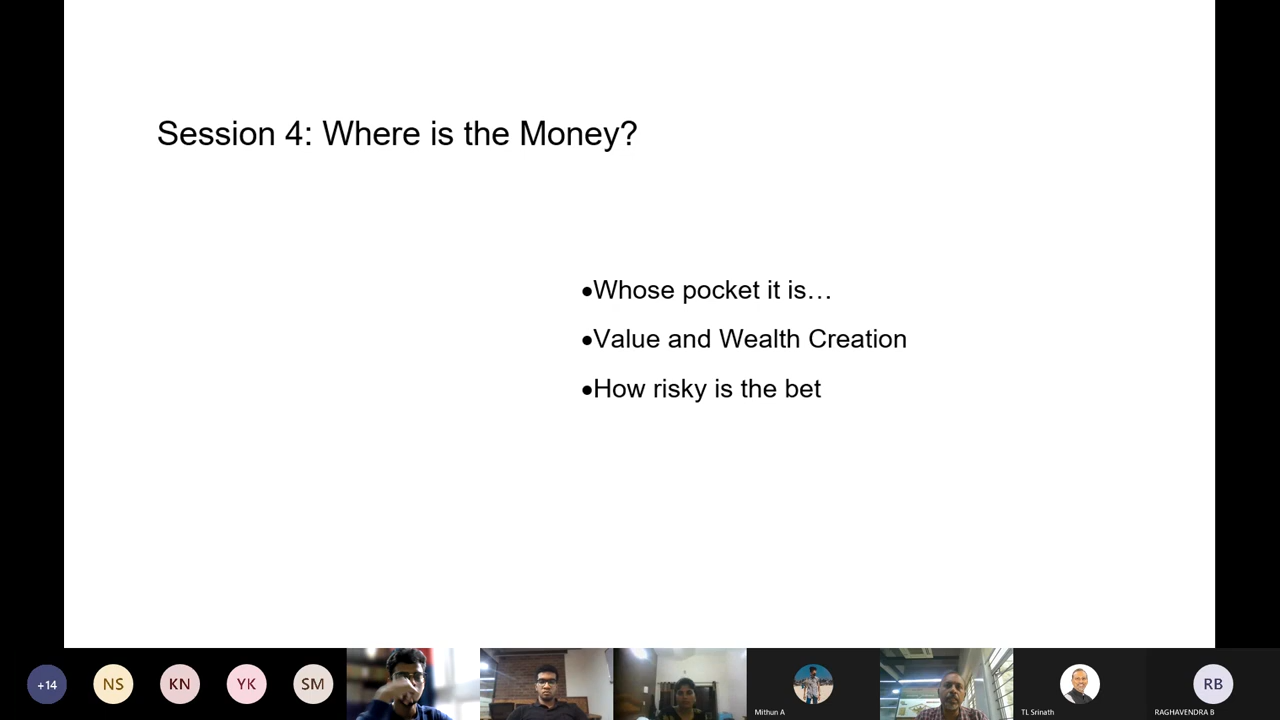 Session 4: Where is the Money?
•Whose pocket it is…
•Value and Wealth Creation
•How risky is the bet
+14
NS
KN
YK
SM
Mithun A
TL Srinath
RB
RAGHAVENDRA B